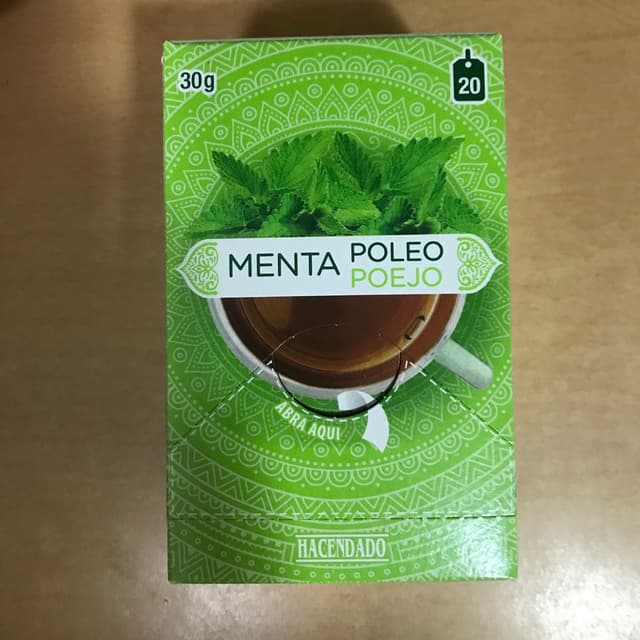 30g
20
MENTA POLEO
POEJO
ABRA AQUI
HACENDADO